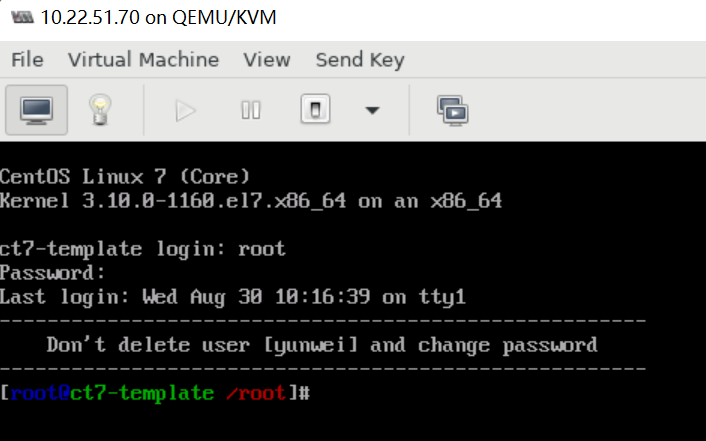 10.22.51.70 on QEMU/KVM
File Virtual Machine View Send Key
CentOS Linux 7 (Core)
Kernel 3.10.0-1160.el7.x86_64 on an x86_64
ct7-template login: root
Password:
Last login: Wed Aug 30 10:16:39 on tty1
------------------------------------------------------
Don't delete user [yunwei] and change password
------------------------------------------------------
[root@ct7-template /root]#